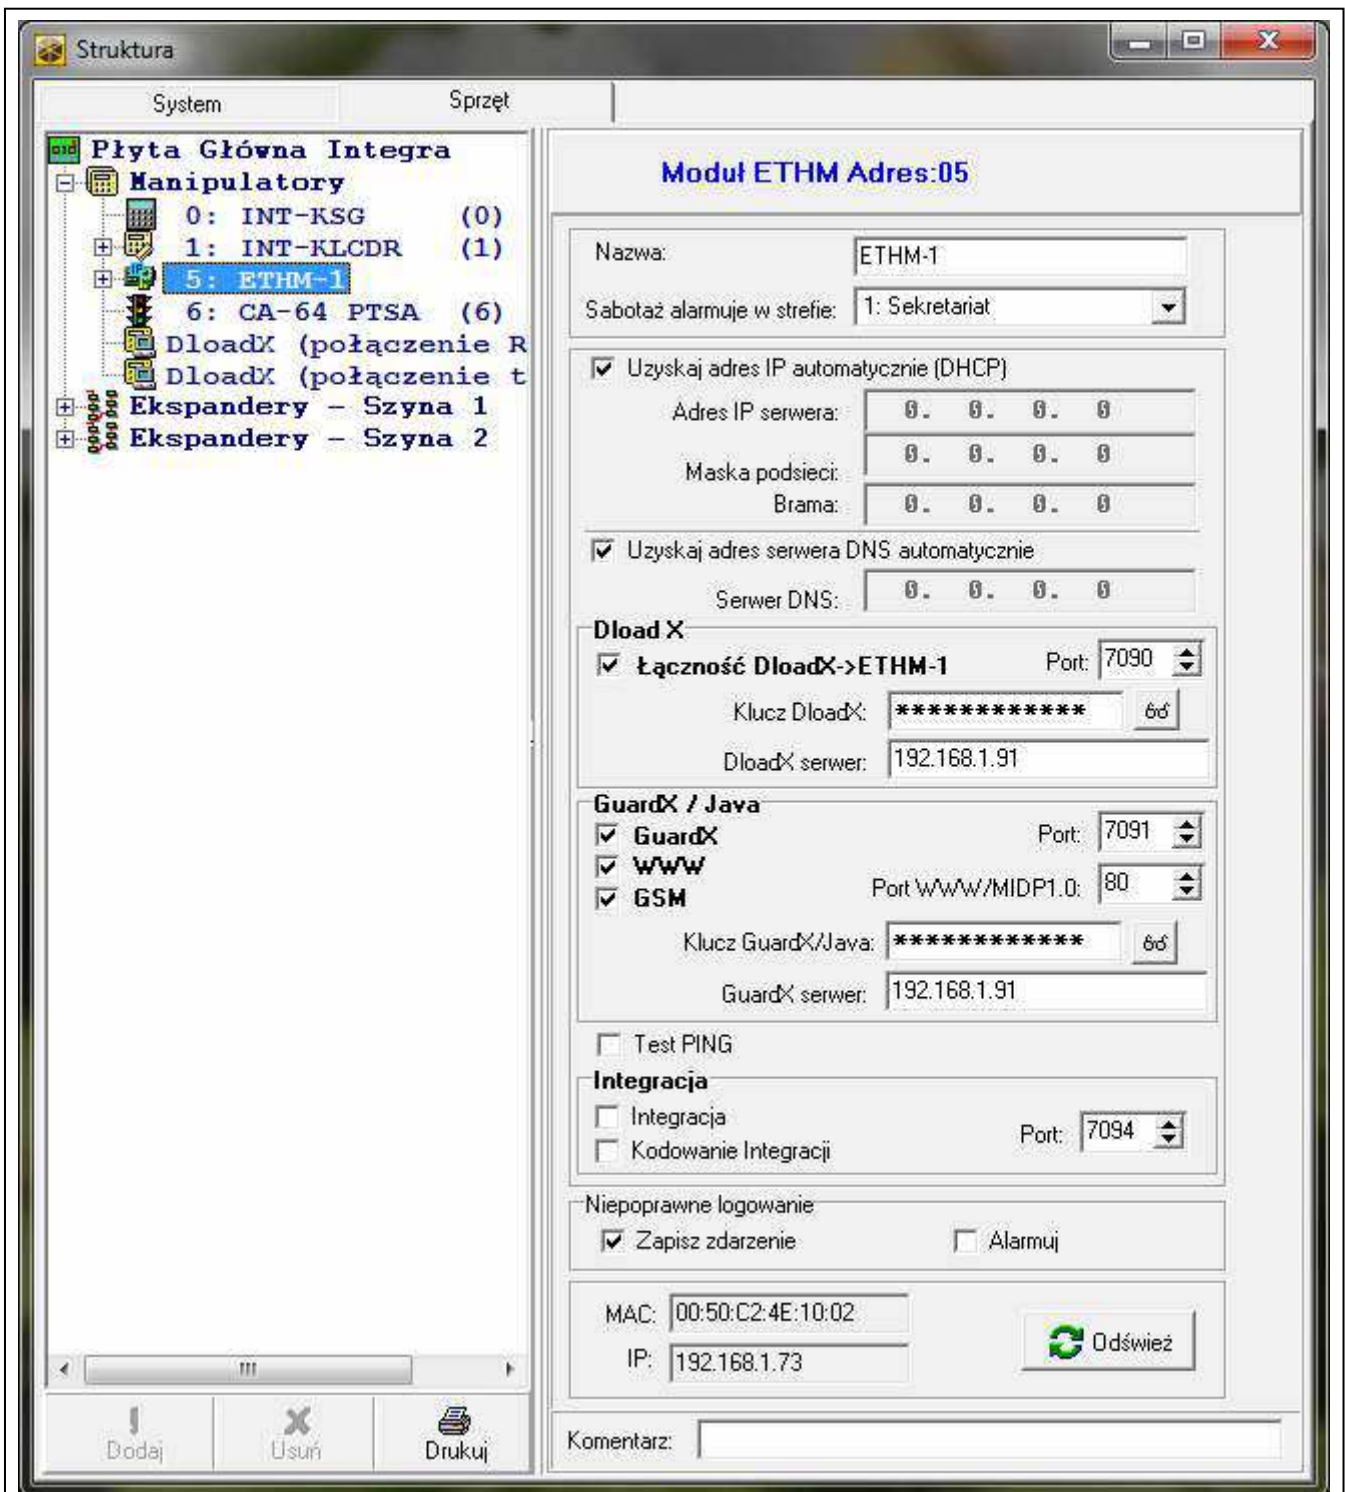 Struktura
System
Sprzęt
Płyta Główna Integra
Manipulatory
0: INT-KSG (0)
1: INT-KLCDR (1)
5: ETHM-1
6: CA-64 PTSA (6)
DloadX (połączenie R
DloadX (połączenie t
Ekspandery - Szyna 1
Ekspandery - Szyna 2
Dodaj
Usuń
Drukuj
Moduł ETHM Adres:05
Nazwa: ETHM-1
Sabotaż alarmuje w strefie: 1: Sekretariat
Uzyskaj adres IP automatycznie (DHCP)
Adres IP serwera: 0. 0. 0. 0
Maska podsieci: 0. 0. 0. 0
Brama: 0. 0. 0. 0
Uzyskaj adres serwera DNS automatycznie
Serwer DNS: 0. 0. 0. 0
Dload X
Łączność DloadX->ETHM-1 Port: 7090
Klucz DloadX: ************
DloadX serwer: 192.168.1.91
GuardX / Java
GuardX Port: 7091
WWW
Port WWW/MIDP1.0: 80
GSM
Klucz GuardX/Java: ************
GuardX serwer: 192.168.1.91
Test PING
Integracja
Integracja
Port: 7094
Kodowanie Integracji
Niepoprawne logowanie
Zapisz zdarzenie Alarmuj
MAC: 00:50:C2:4E:10:02
IP: 192.168.1.73
Odśwież
Komentarz: